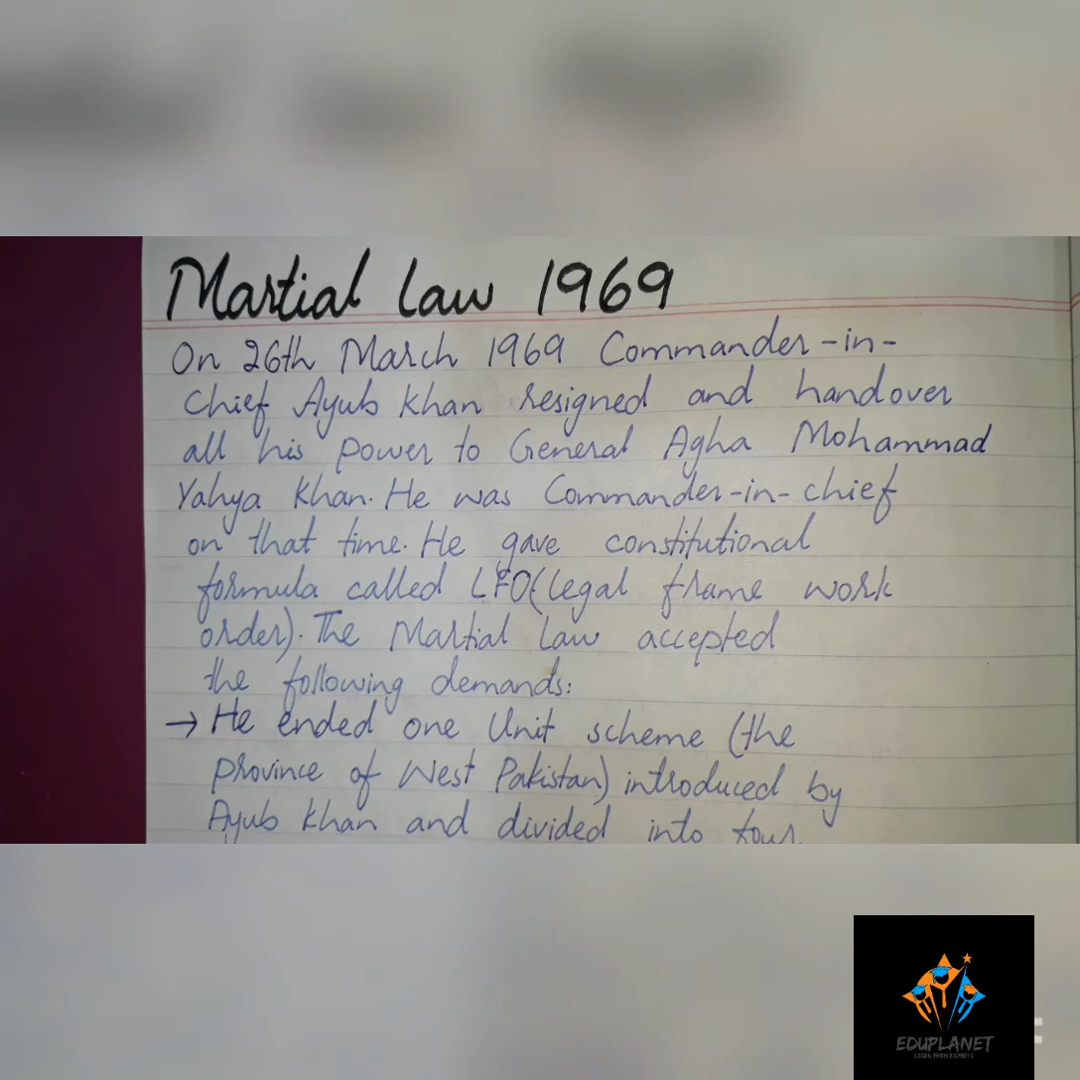 Martial Law 1969
On 26th March 1969 Commander-in-
Chief Ayub Khan resigned and handover
all his power to General Agha Mohammad
Yahya Khan. He was Commander-in-chief
on that time. He gave constitutional
formula called LFO(legal frame work
order). The Martial Law accepted
the following demands:
→ He ended one Unit scheme (the
province of West Pakistan) introduced by
Ayub Khan and divided into four
EDUPLANET